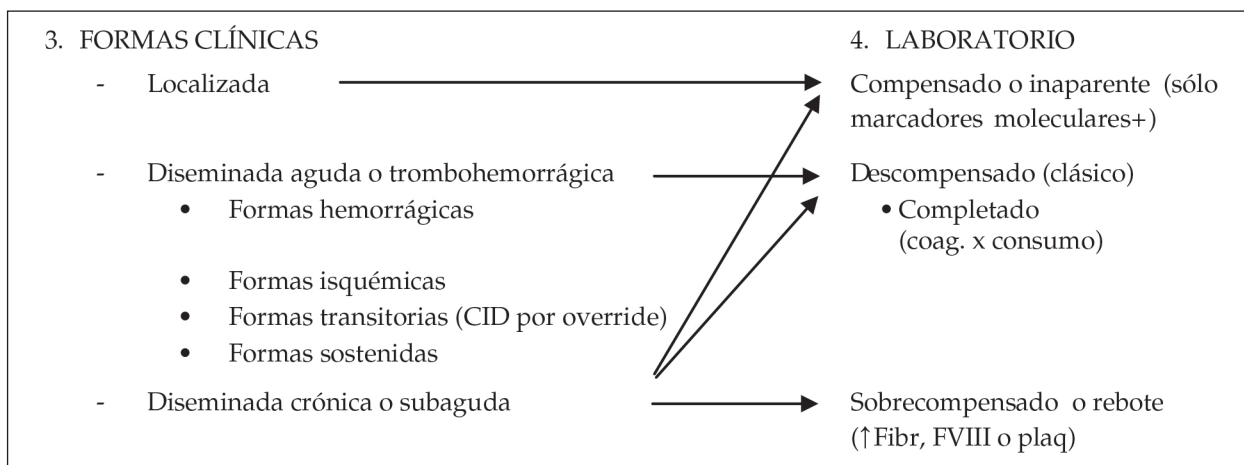 3. FORMAS CLÍNICAS
- Localizada
- Diseminada aguda o trombohemorrágica
• Formas hemorrágicas
• Formas isquémicas
• Formas transitorias (CID por override)
• Formas sostenidas
- Diseminada crónica o subaguda
4. LABORATORIO
Compensado o inaparente (sólo
marcadores moleculares+)
Descompensado (clásico)
• Completado
(coag. x consumo)
Sobrecompensado o rebote
(↑Fibr, FVIII o plaq)